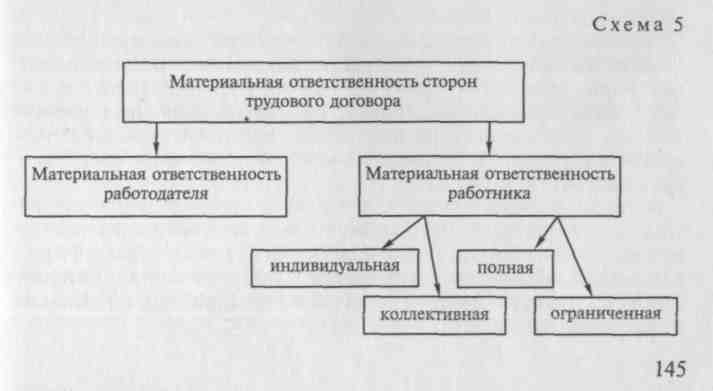 Схема 5
Материальная ответственность сторон
трудового договора
Материальная ответственность
работодателя
Материальная ответственность
работника
индивидуальная
полная
коллективная
ограниченная
145